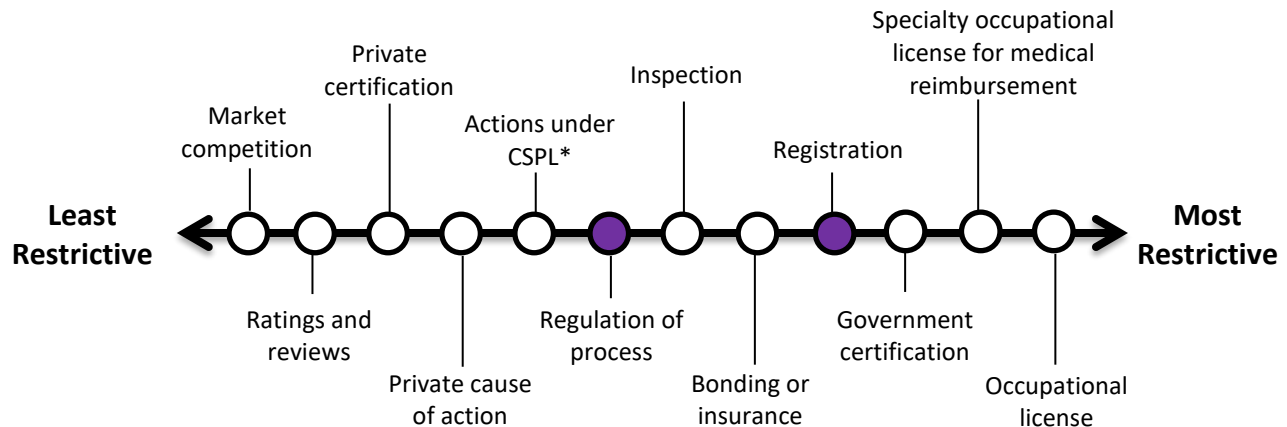 Least
Restrictive
Market
competition
Ratings and
reviews
Private
certification
Private cause
of action
Actions under
CSPL*
Regulation of
process
Inspection
Bonding or
insurance
Registration
Government
certification
Specialty occupational
license for medical
reimbursement
Occupational
license
Most
Restrictive